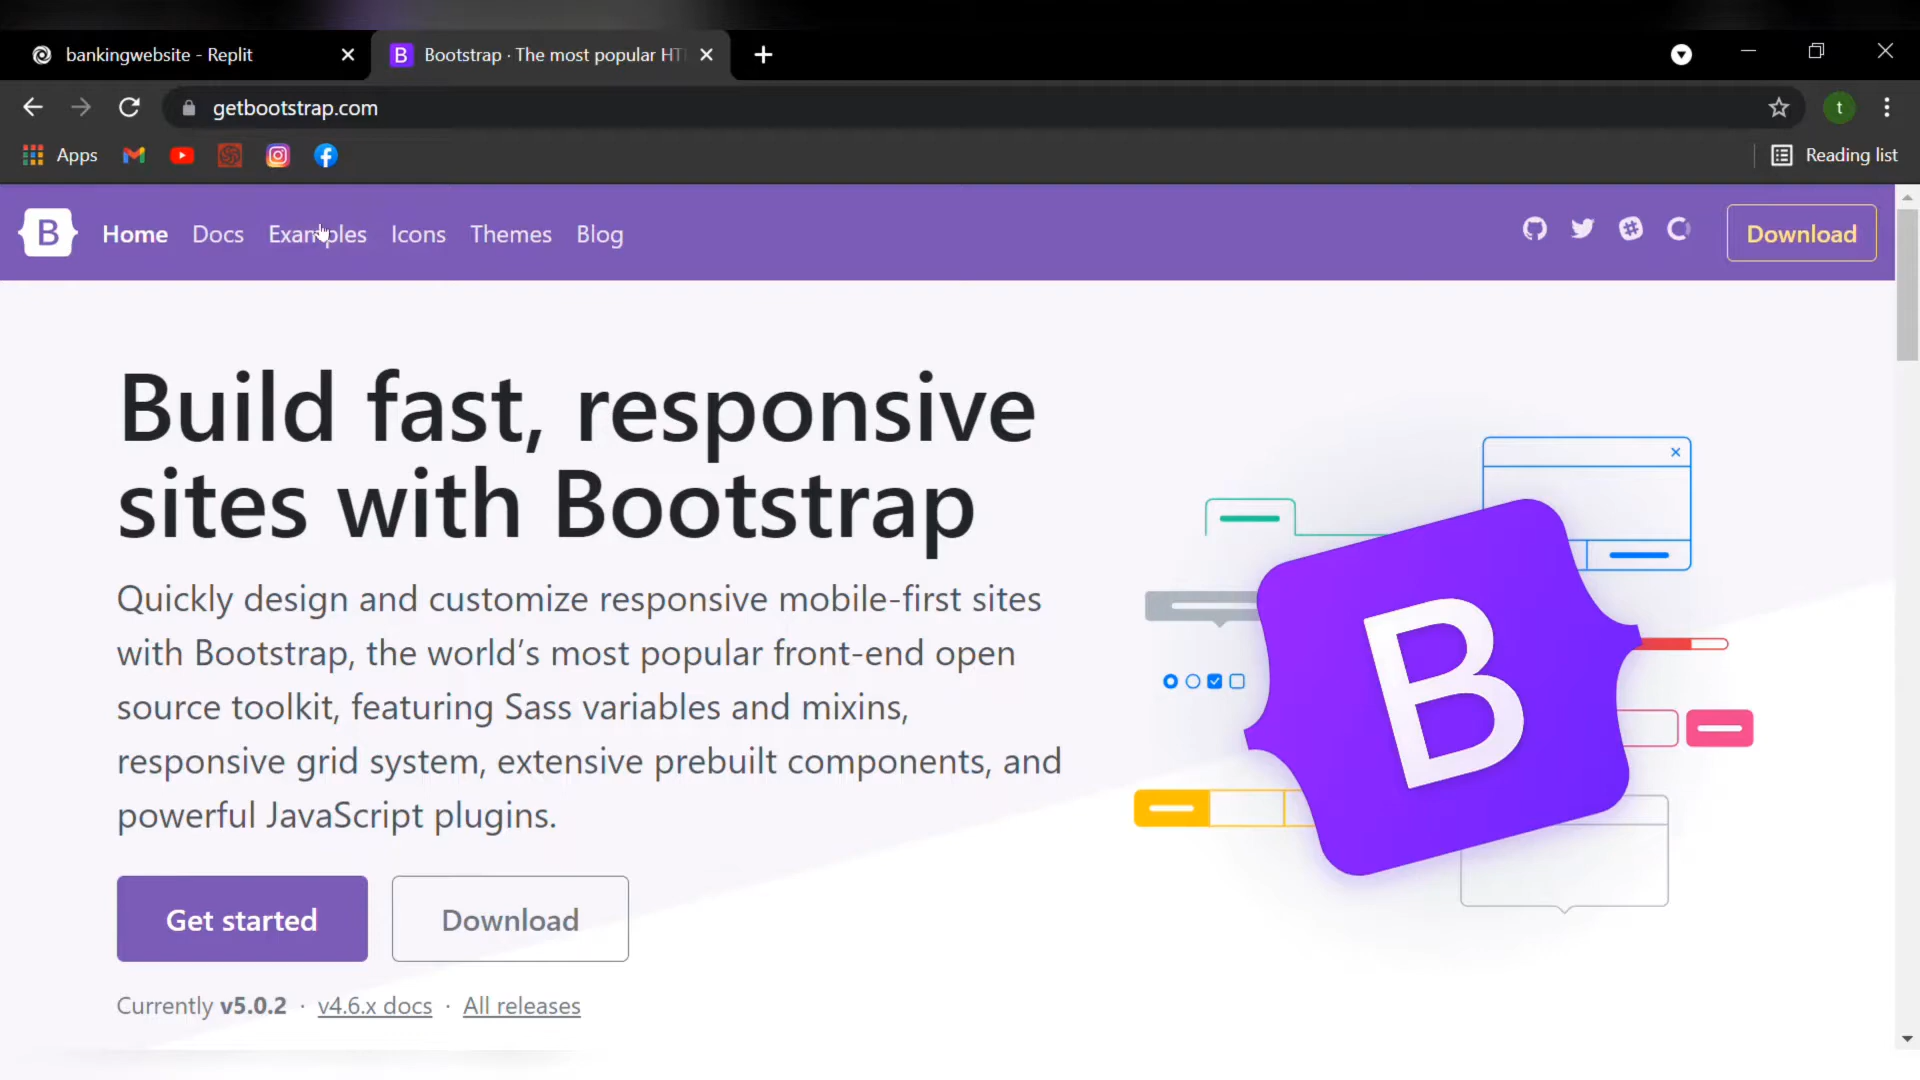 bankingwebsite - Replit
Bootstrap · The most popular HT
getbootstrap.com
t
Apps
Reading list
B Home Docs Examples Icons Themes Blog
Download
Build fast, responsive
sites with Bootstrap
Quickly design and customize responsive mobile-first sites
with Bootstrap, the world’s most popular front-end open
source toolkit, featuring Sass variables and mixins,
responsive grid system, extensive prebuilt components, and
powerful JavaScript plugins.
B
Get started
Download
Currently v5.0.2 · v4.6.x docs · All releases